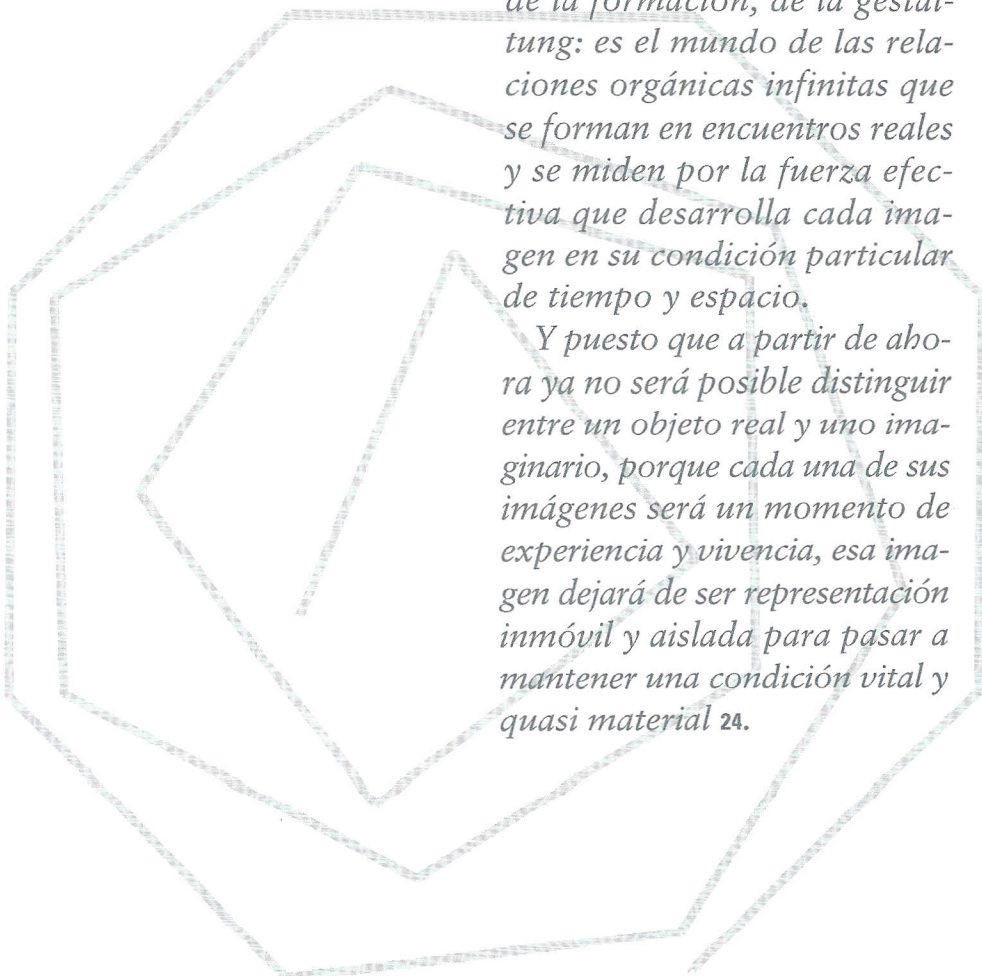 de la formación, de la gestal-
tung: es el mundo de las rela-
ciones orgánicas infinitas que
se forman en encuentros reales
y se miden por la fuerza efec-
tiva que desarrolla cada ima-
gen en su condición particular
de tiempo y espacio.
Y puesto que a partir de aho-
ra ya no será posible distinguir
entre un objeto real y uno ima-
ginario, porque cada una de sus
imágenes será un momento de
experiencia y vivencia, esa ima-
gen dejará de ser representación
inmóvil y aislada para pasar a
mantener una condición vital y
quasi material 24.